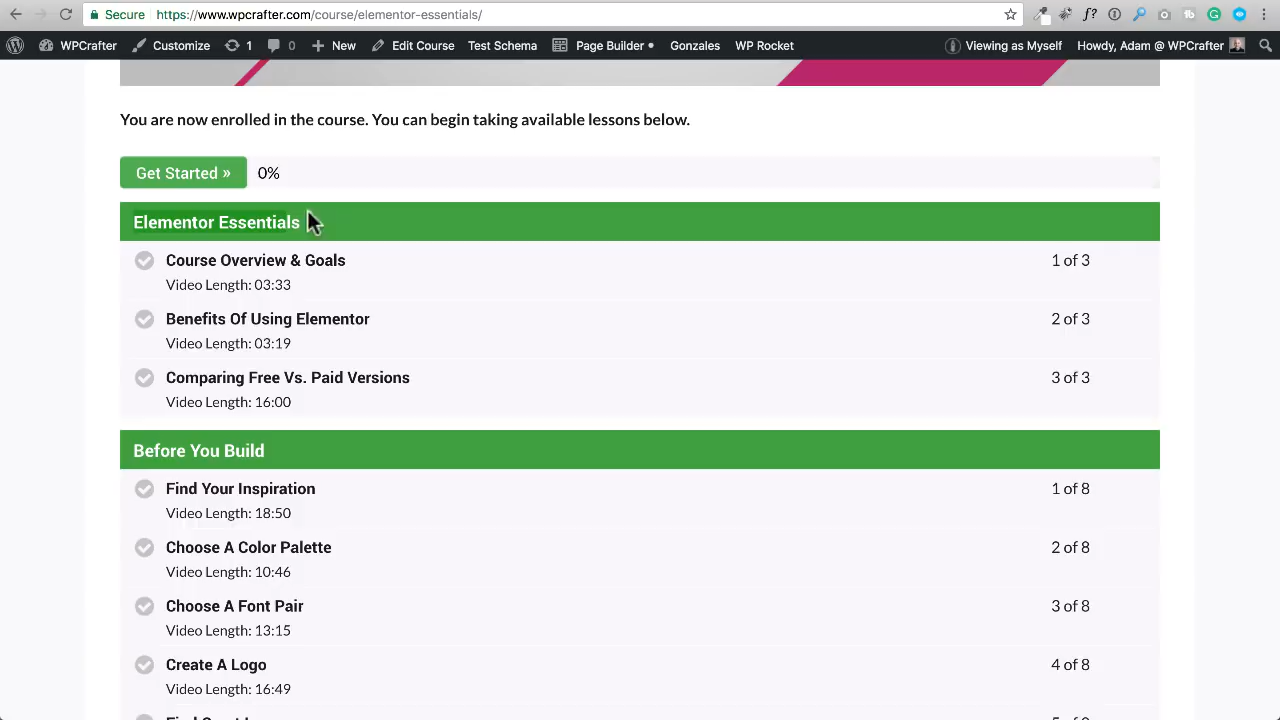 Secure https://www.wpcrafter.com/course/elementor-essentials/
WPCrafter Customize 1 0 New Edit Course Test Schema Page Builder Gonzales WP Rocket Viewing as Myself Howdy, Adam @ WPCrafter
You are now enrolled in the course. You can begin taking available lessons below.
Get Started » 0%
Elementor Essentials
Course Overview & Goals 1 of 3
Video Length: 03:33
Benefits Of Using Elementor 2 of 3
Video Length: 03:19
Comparing Free Vs. Paid Versions 3 of 3
Video Length: 16:00
Before You Build
Find Your Inspiration 1 of 8
Video Length: 18:50
Choose A Color Palette 2 of 8
Video Length: 10:46
Choose A Font Pair 3 of 8
Video Length: 13:15
Create A Logo 4 of 8
Video Length: 16:49